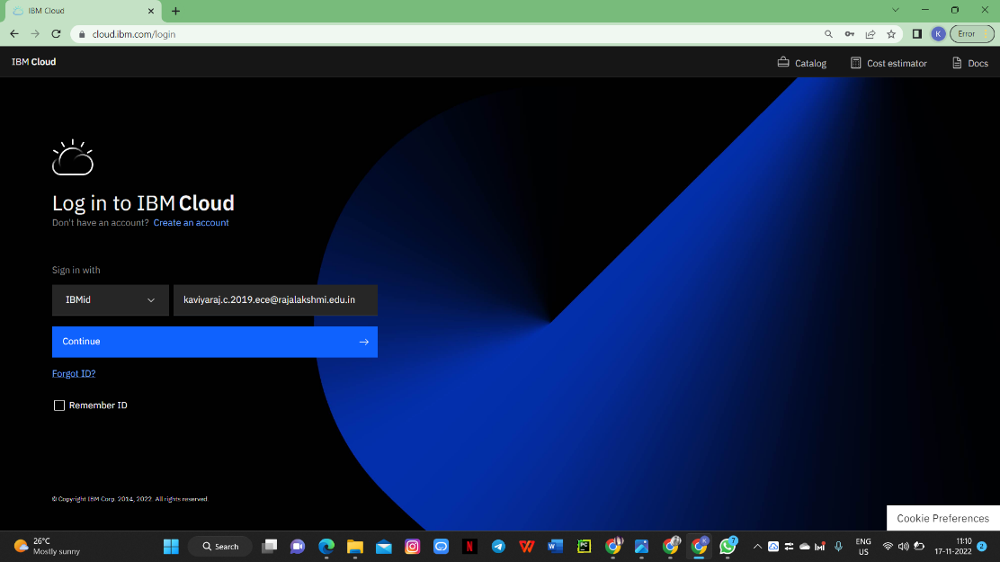 IBM Cloud
cloud.ibm.com/login
K
Error
IBM Cloud
Catalog
Cost estimator
Docs
Log in to IBM Cloud
Don't have an account? Create an account
Sign in with
IBMid
kaviyaraj.c.2019.ece@rajalakshmi.edu.in
Continue
Forgot ID?
Remember ID
© Copyright IBM Corp. 2014, 2022. All rights reserved.
Cookie Preferences
26°C
Mostly sunny
Search
N
W
PC
K
7
ENG
US
11:10
17-11-2022
2